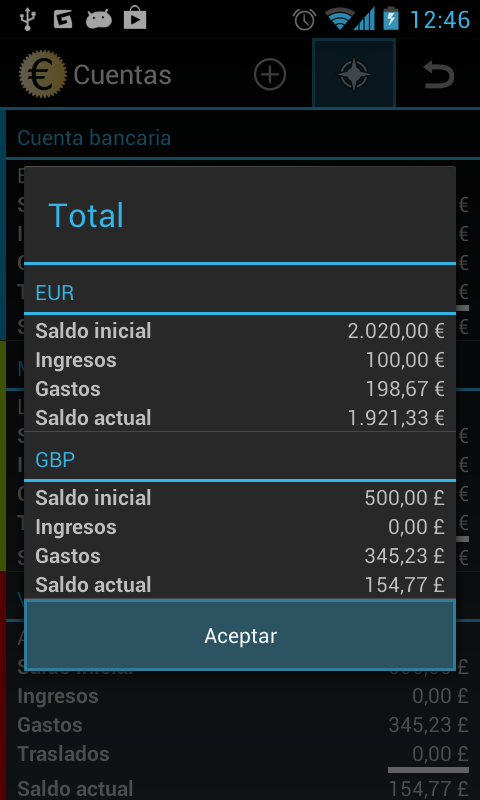 12:46
€ Cuentas
Cuenta bancaria
Total
EUR
Saldo inicial 2.020,00 €
Ingresos 100,00 €
Gastos 198,67 €
Saldo actual 1.921,33 €
GBP
Saldo inicial 500,00 £
Ingresos 0,00 £
Gastos 345,23 £
Saldo actual 154,77 £
Aceptar
Ingresos 0,00 £
Gastos 345,23 £
Traslados 0,00 £
Saldo actual 154,77 £